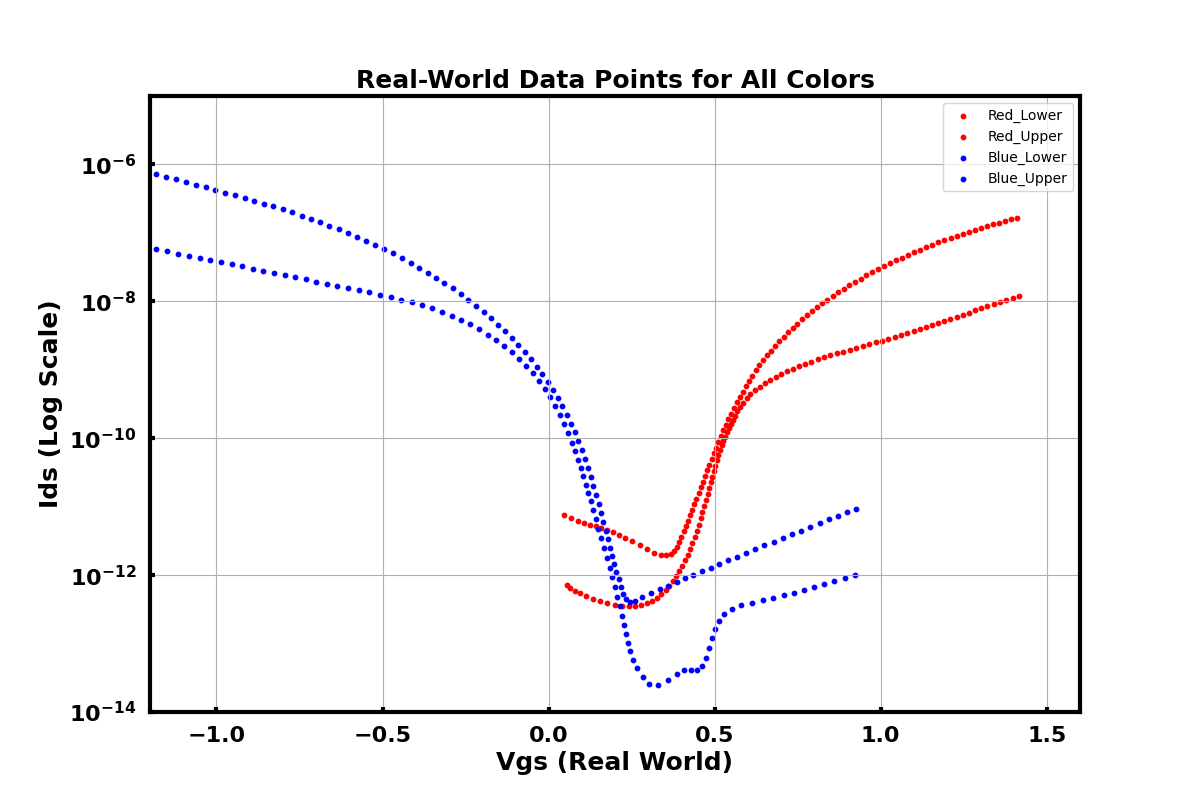 Real-World Data Points for All Colors
Red_Lower
Red_Upper
Blue_Lower
Blue_Upper
10⁻⁶
10⁻⁸
10⁻¹⁰
10⁻¹²
10⁻¹⁴
Ids (Log Scale)
−1.0 −0.5 0.0 0.5 1.0 1.5
Vgs (Real World)